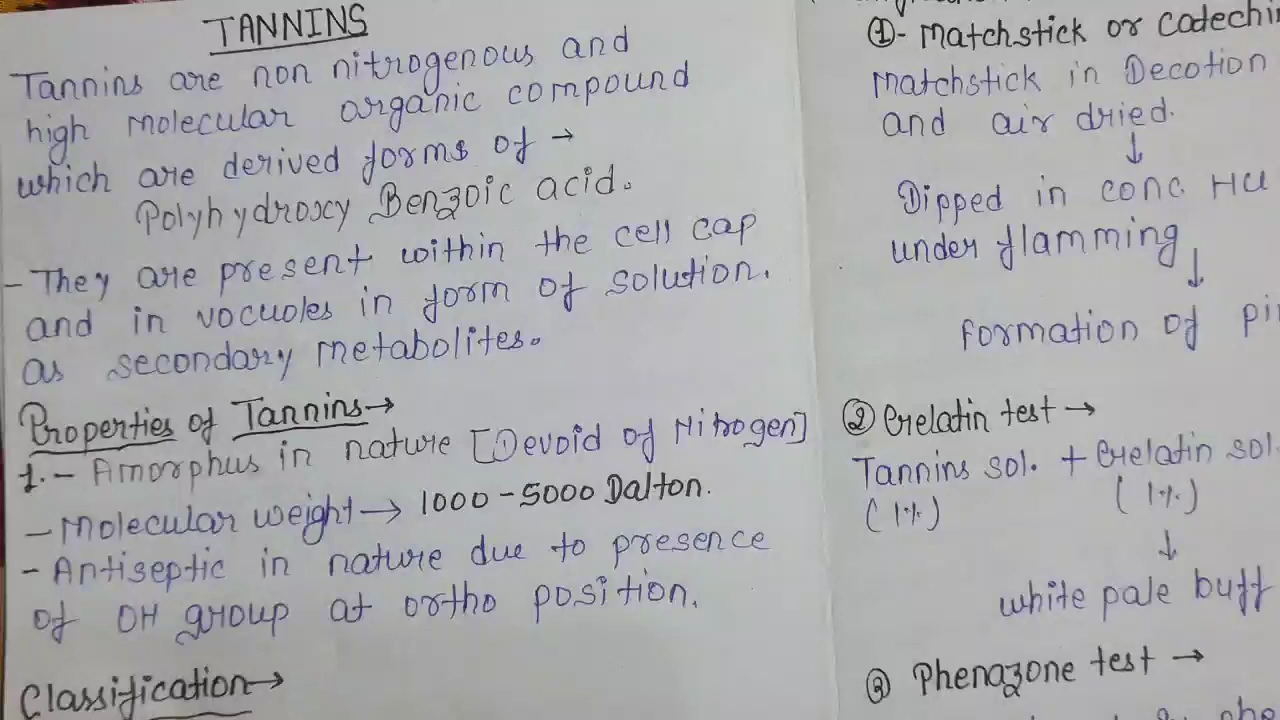 TANNINS
Tannins are non nitrogenous and
high molecular organic compound
which are derived forms of →
Polyhydroxy Benzoic acid.
- They are present within the cell cap
and in vocuoles in form of solution.
as secondary metabolites.
Properties of Tannins→
1.- Amorphus in nature [Devoid of Nitrogen]
- Molecular weight → 1000-5000 Dalton.
- Antiseptic in nature due to presence
of OH group at ortho position.
Classification→
①- Matchstick or Catechi
Matchstick in Decotion
and air dried.
↓
Dipped in conc. HCl
under flamming
↓
formation of pi
② Gelatin test →
Tannins sol. + Gelatin sol.
(1%) (1%)
↓
white pale buff
③ Phenazone test →